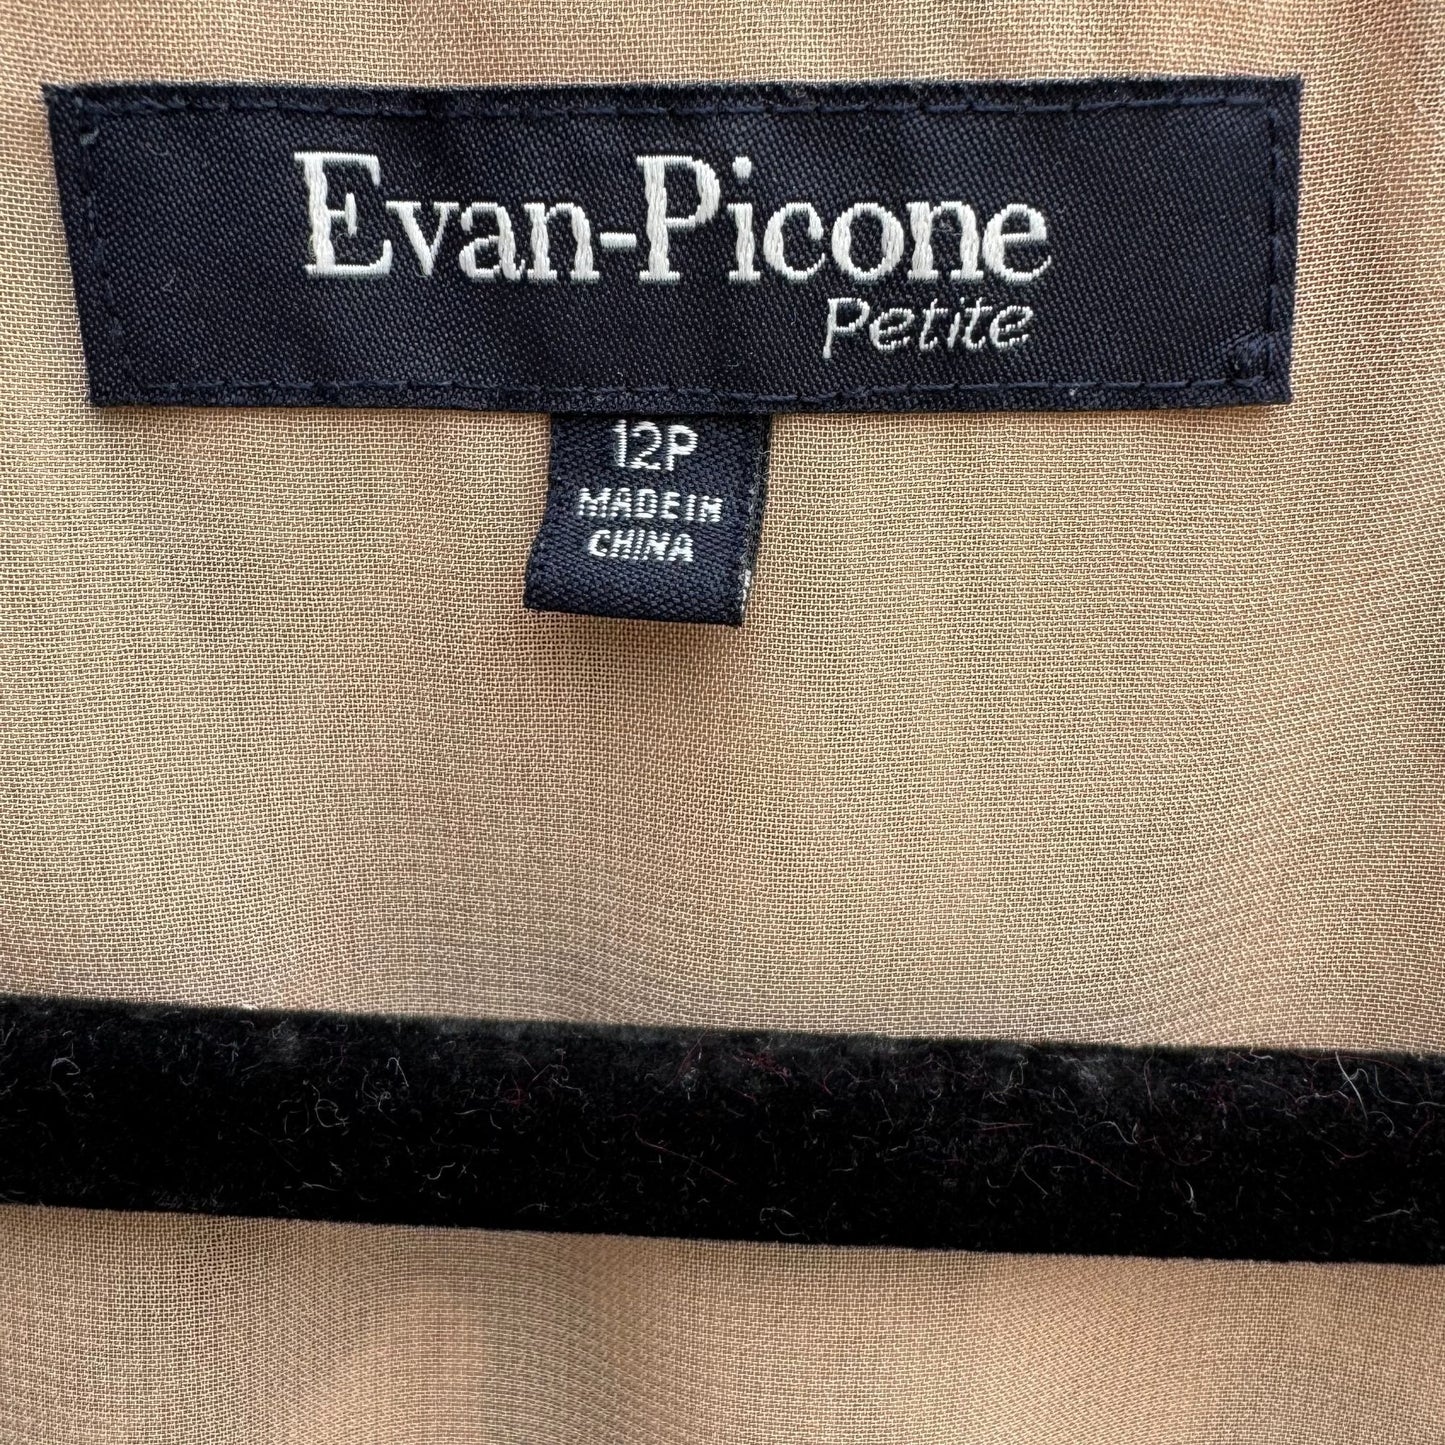 Evan-Picone
Petite
12P
MADE IN
CHINA